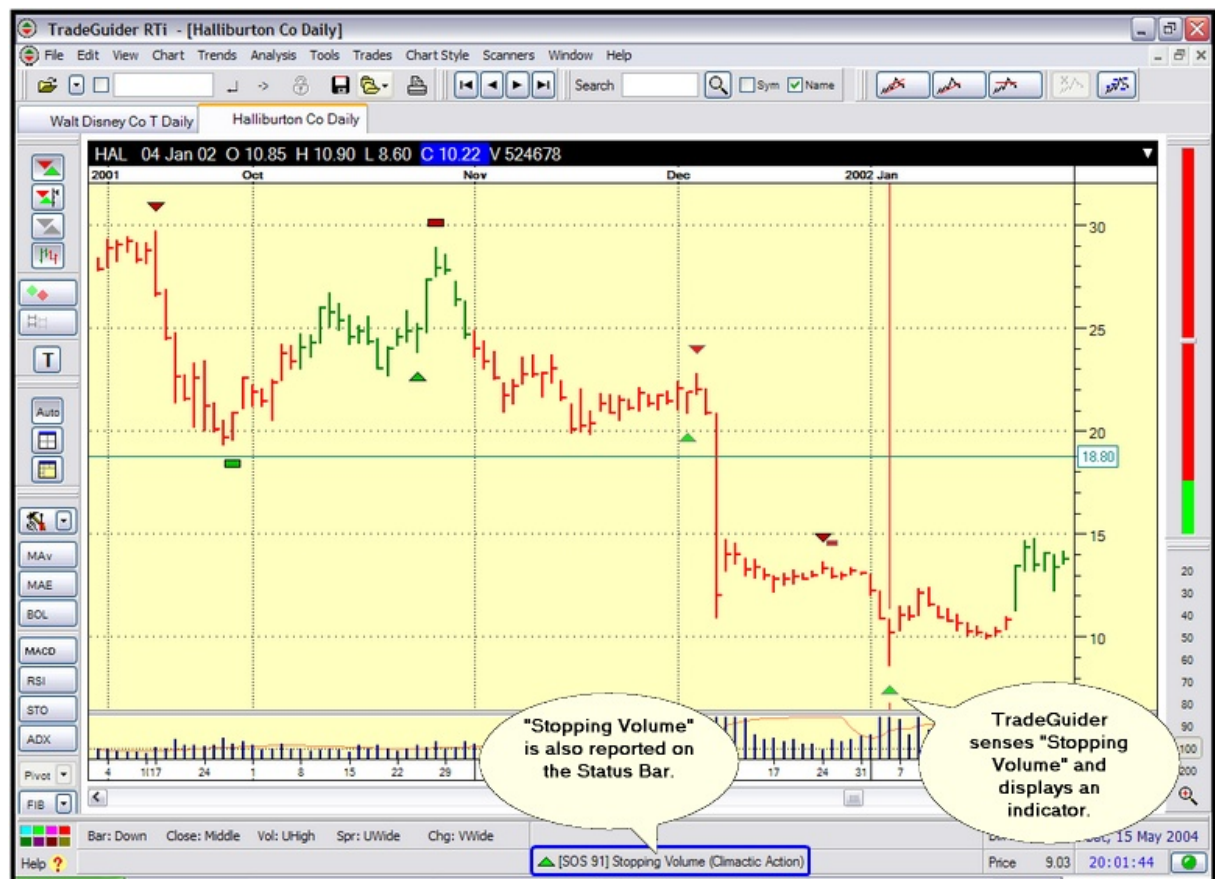 TradeGuider RTi - [Halliburton Co Daily]
File Edit View Chart Trends Analysis Tools Trades Chart Style Scanners Window Help
Search Sym Name
Walt Disney Co T Daily Halliburton Co Daily
HAL 04 Jan 02 O 10.85 H 10.90 L 8.60 C 10.22 V 524678
2001 Oct Nov Dec 2002 Jan
30
25
20
18.80
15
10
T
Auto
MAv
MAE
BOL
MACD
RSI
STO
ADX
Pivot
FIB
20
30
40
50
60
70
80
90
100
200
"Stopping Volume"
is also reported on
the Status Bar.
TradeGuider
senses "Stopping
Volume" and
displays an
indicator.
4 1117 24 1 8 15 22 29 17 24 31 7
Bar: Down Close: Middle Vol: UHigh Spr: UWide Chg: VWide 15 May 2004
Help [SOS 91] Stopping Volume (Climactic Action) Price 9.03 20:01:44